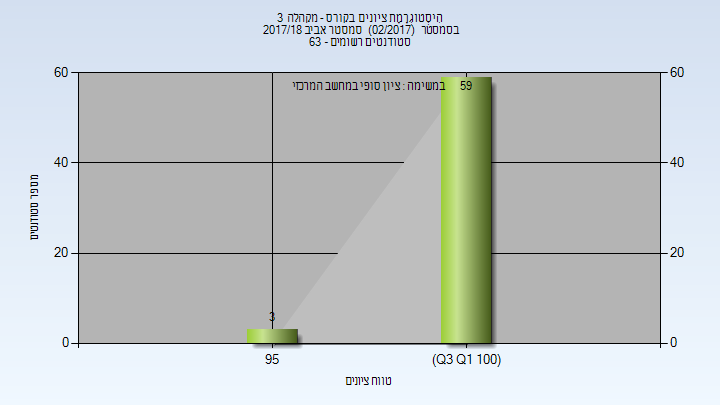 היסטוגרמת ציונים בקורס - מקהלה 3
בסמסטר (02/2017) סמסטר אביב 2017/18
סטודנטים רשומים - 63
במשימה : ציון סופי במחשב המרכזי
59
3
60
40
20
0
60
40
20
0
מספר סטודנטים
95
(Q3 Q1 100)
טווח ציונים